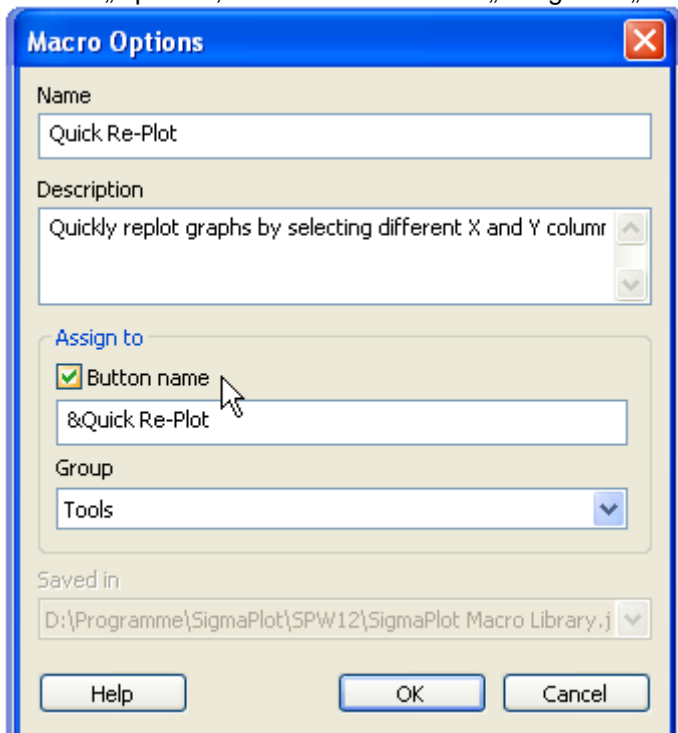 Macro Options
Name
Quick Re-Plot
Description
Quickly replot graphs by selecting different X and Y
Assign to
Button name
&Quick Re-Plot
Group
Tools
Saved in
D:\Programme\SigmaPlot\SPW12\SigmaPlot Macro Library.j
Help OK Cancel